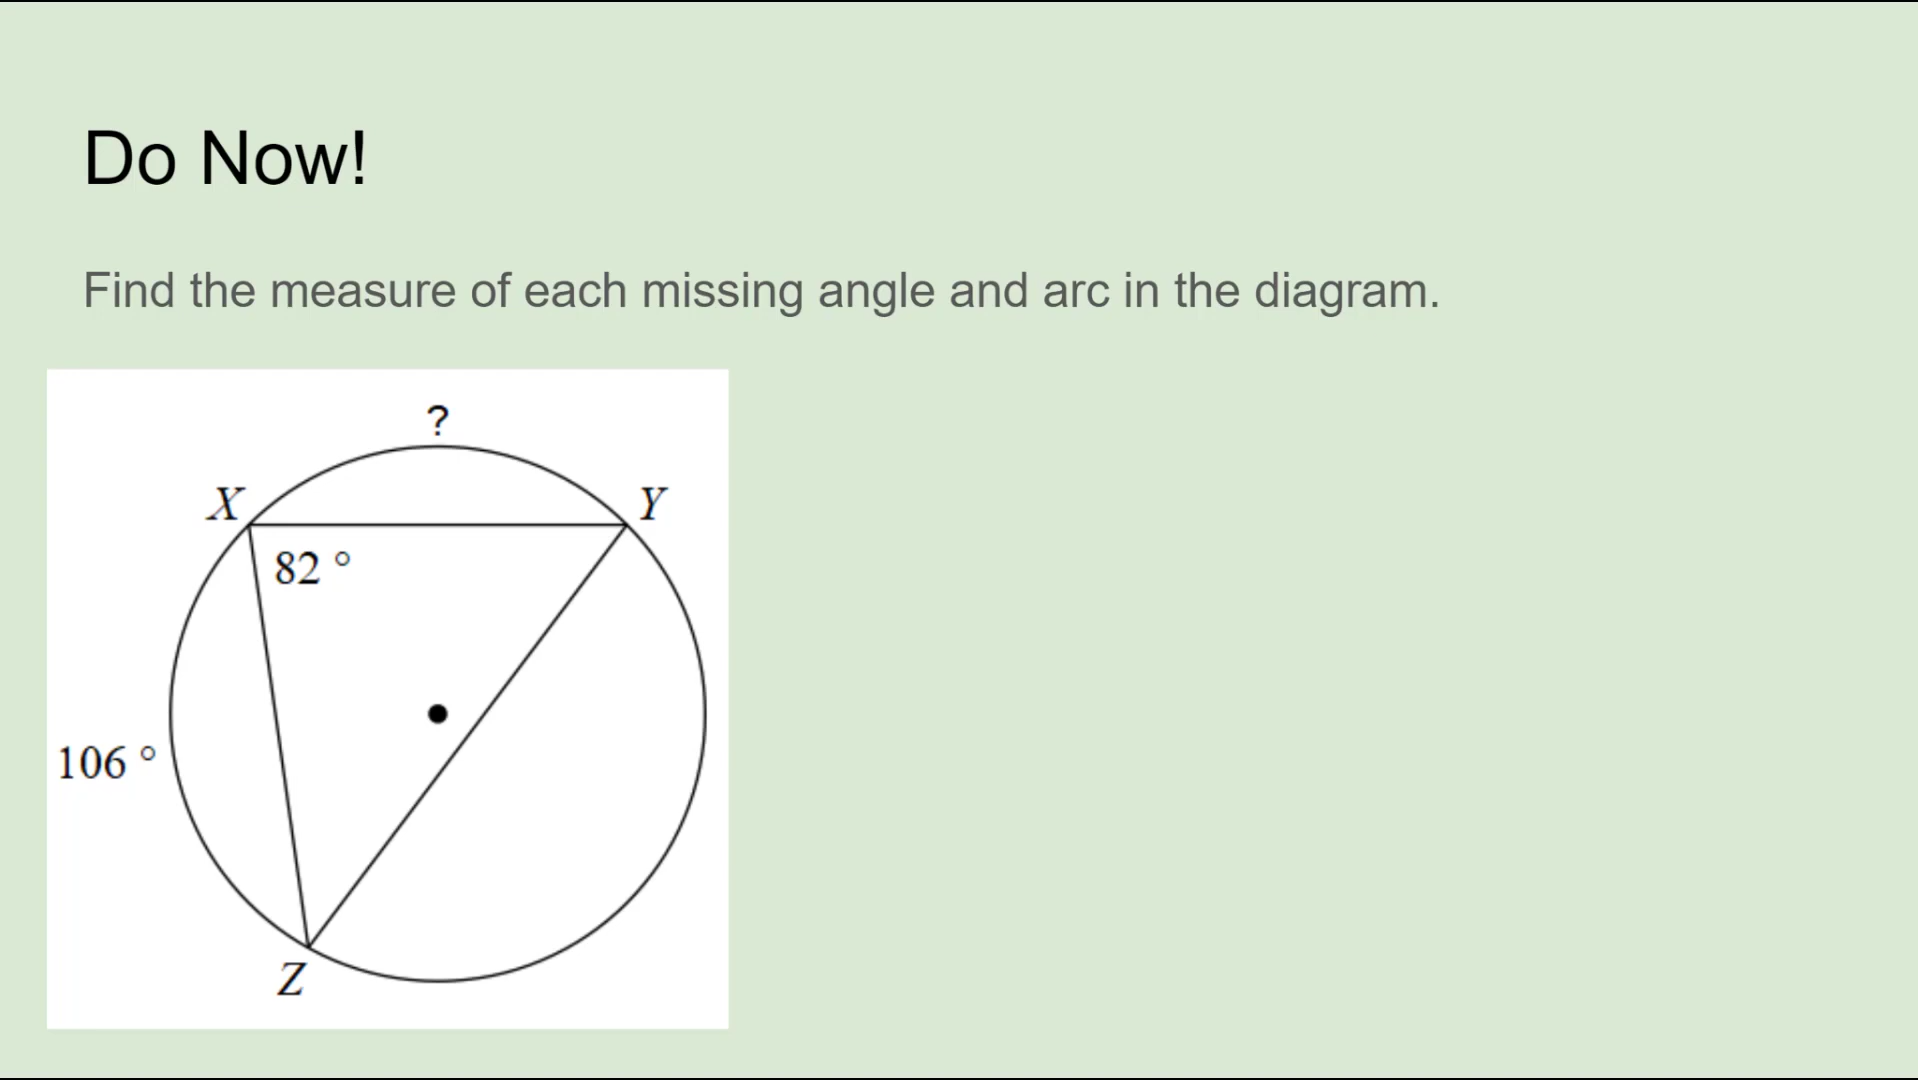 Do Now!
Find the measure of each missing angle and arc in the diagram.
?
X
Y
82 °
106 °
Z